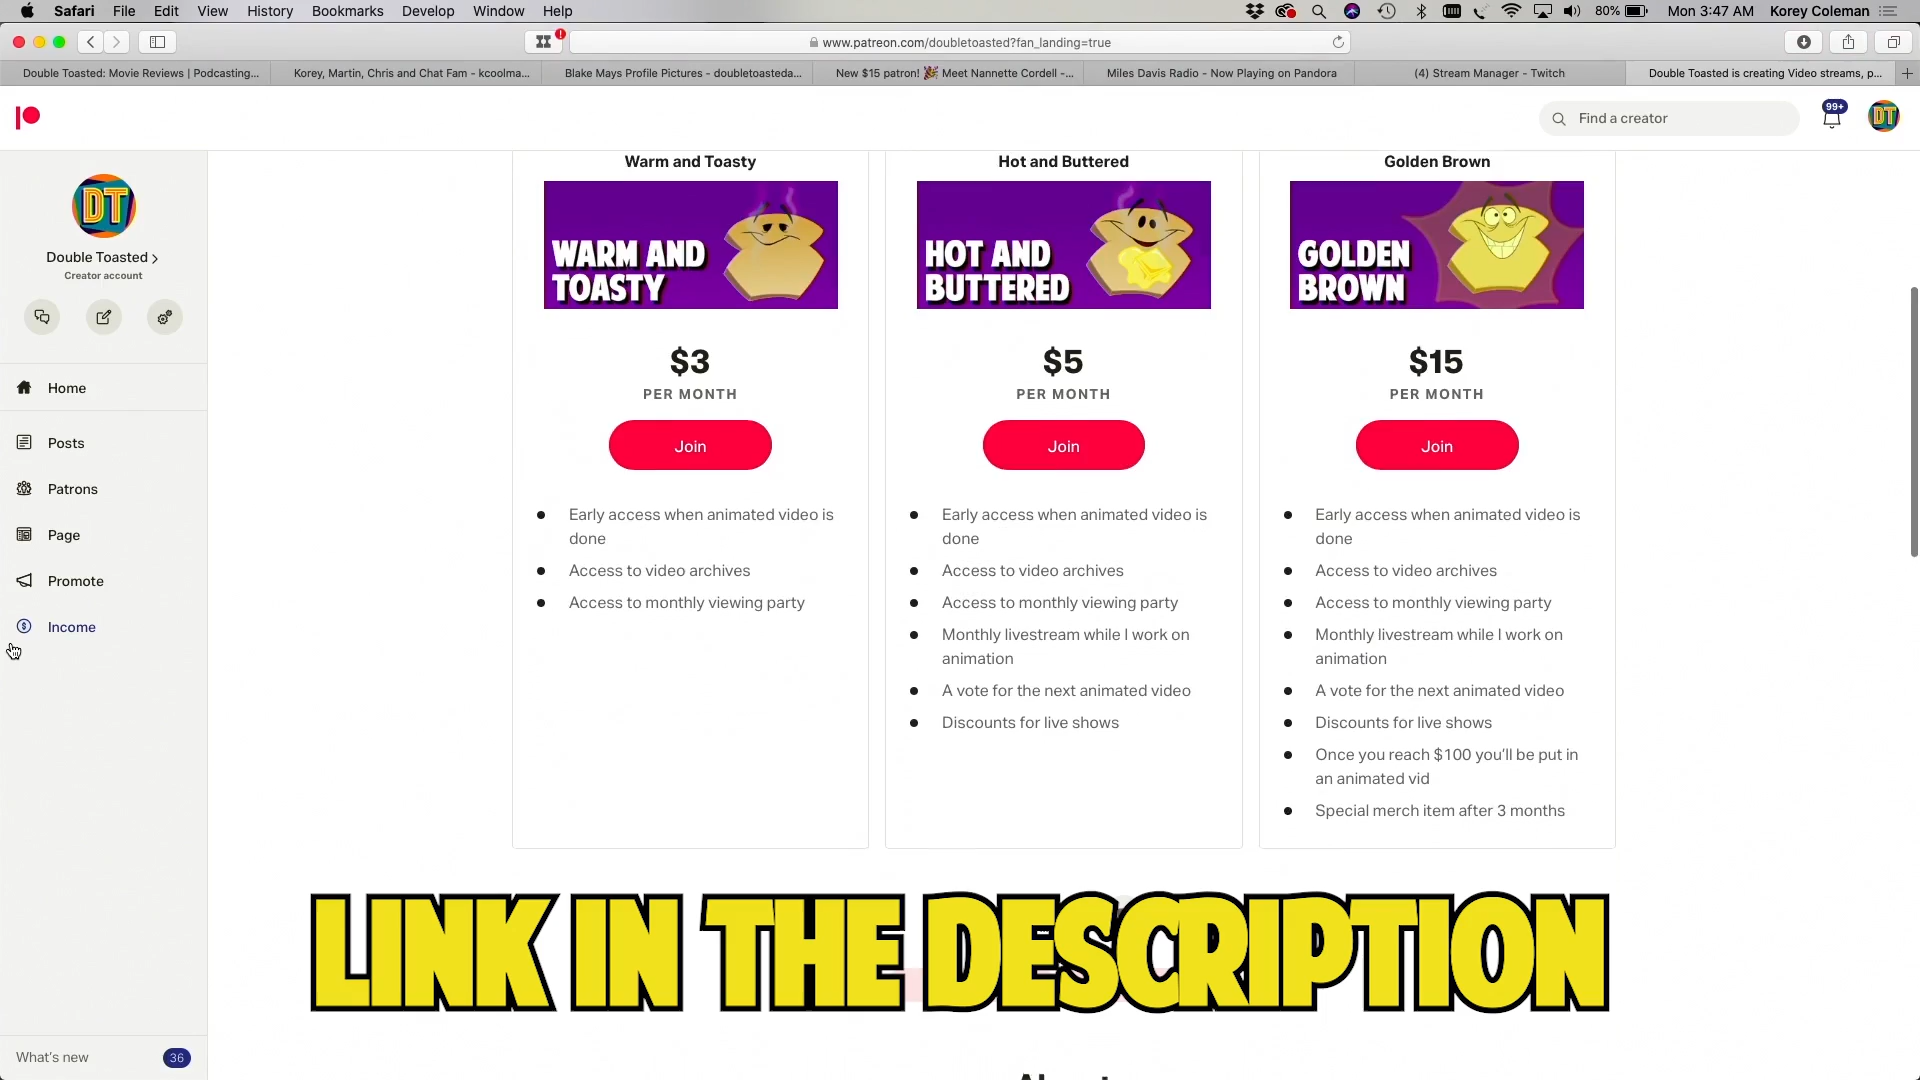 Safari File Edit View History Bookmarks Develop Window Help 80% Mon 3:47 AM Korey Coleman
www.patreon.com/doubletoasted?fan_landing=true
Double Toasted: Movie Reviews | Podcasting...
Korey, Martin, Chris and Chat Fam - kcoolma...
Blake Mays Profile Pictures - doubletoasteda...
New $15 patron! 🎉 Meet Nannette Cordell -...
Miles Davis Radio - Now Playing on Pandora
(4) Stream Manager - Twitch
Double Toasted is creating Video streams, p...
Find a creator
99+
DT
DT
Double Toasted
Creator account
Home
Posts
Patrons
Page
Promote
Income
What's new 36
Warm and Toasty
WARM AND
TOASTY
$3
PER MONTH
Join
Early access when animated video is
done
Access to video archives
Access to monthly viewing party
Hot and Buttered
HOT AND
BUTTERED
$5
PER MONTH
Join
Early access when animated video is
done
Access to video archives
Access to monthly viewing party
Monthly livestream while I work on
animation
A vote for the next animated video
Discounts for live shows
Golden Brown
GOLDEN
BROWN
$15
PER MONTH
Join
Early access when animated video is
done
Access to video archives
Access to monthly viewing party
Monthly livestream while I work on
animation
A vote for the next animated video
Discounts for live shows
Once you reach $100 you'll be put in
an animated vid
Special merch item after 3 months
LINK IN THE DESCRIPTION